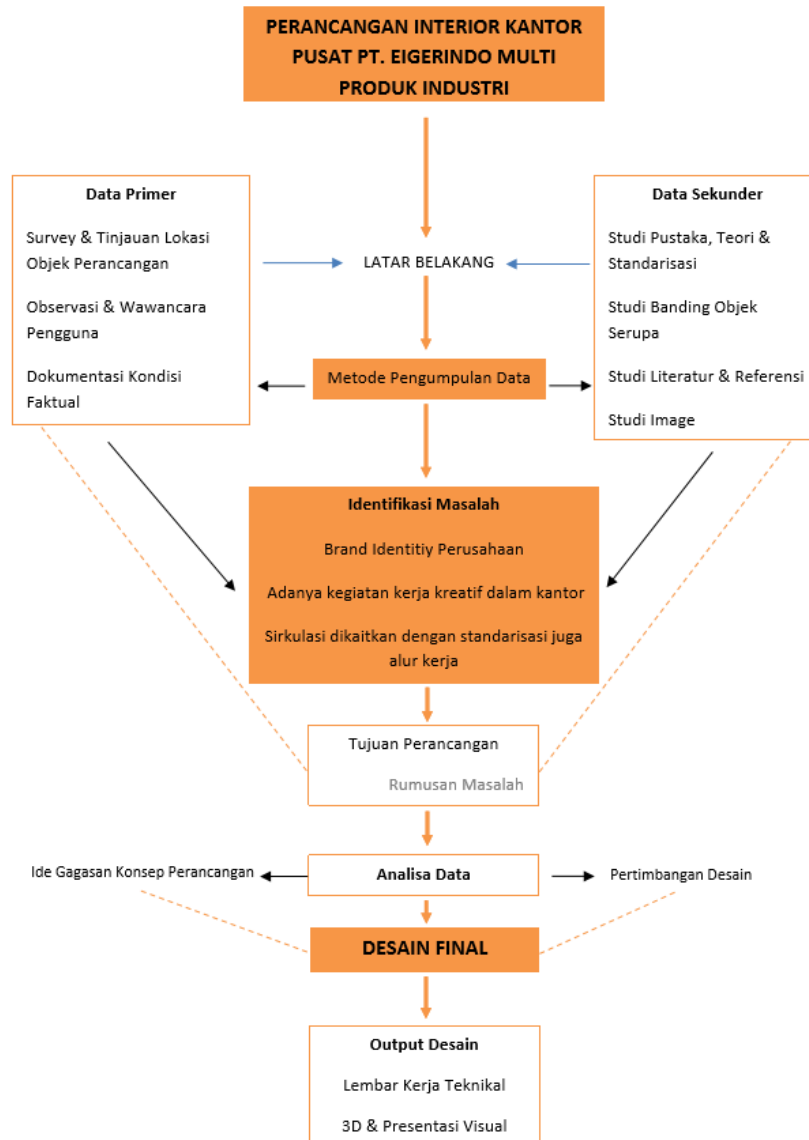 PERANCANGAN INTERIOR KANTOR
PUSAT PT. EIGERINDO MULTI
PRODUK INDUSTRI
Data Primer
Survey & Tinjauan Lokasi
Objek Perancangan
Observasi & Wawancara
Pengguna
Dokumentasi Kondisi
Faktual
LATAR BELAKANG
Data Sekunder
Studi Pustaka, Teori &
Standarisasi
Studi Banding Objek
Serupa
Studi Literatur & Referensi
Studi Image
Metode Pengumpulan Data
Identifikasi Masalah
Brand Identitiy Perusahaan
Adanya kegiatan kerja kreatif dalam kantor
Sirkulasi dikaitkan dengan standarisasi juga
alur kerja
Tujuan Perancangan
Rumusan Masalah
Ide Gagasan Konsep Perancangan
Analisa Data
Pertimbangan Desain
DESAIN FINAL
Output Desain
Lembar Kerja Teknikal
3D & Presentasi Visual